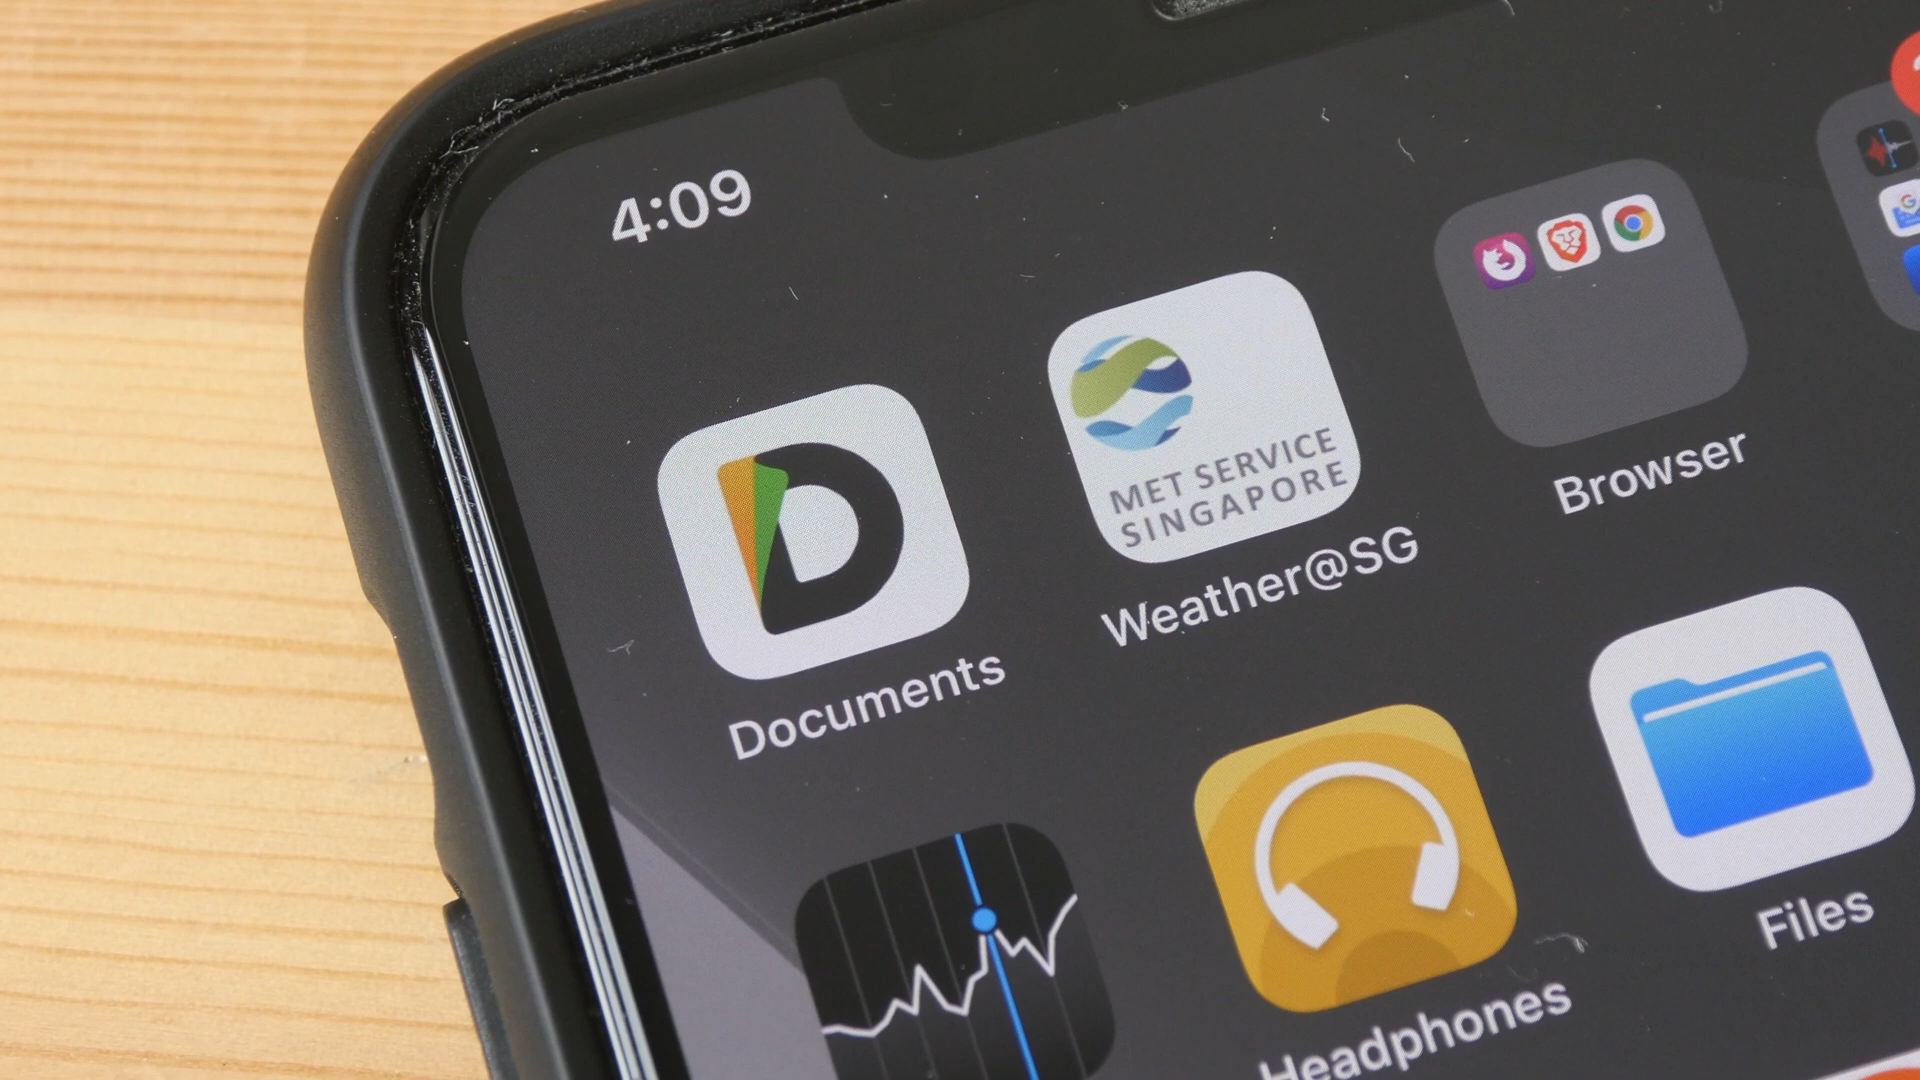 4:09
MET SERVICE
SINGAPORE
Documents
Weather@SG
Browser
Headphones
Files